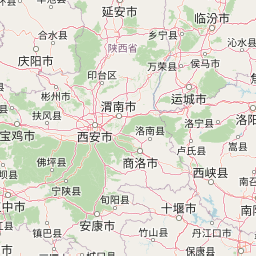 延安市
临汾市
合水县
乡宁县
陕西省
沁水县
庆阳市
万荣县
侯马市
印台区
彬州市
运城市
渭南市
扶风县
洛宁县
宝鸡市
西安市
洛南县
嵩县
卢氏县
佛坪县
商洛市
西峡县
宁陕县
旬阳县
十堰市
镇巴县
安康市
竹山县
丹江口市
保康县